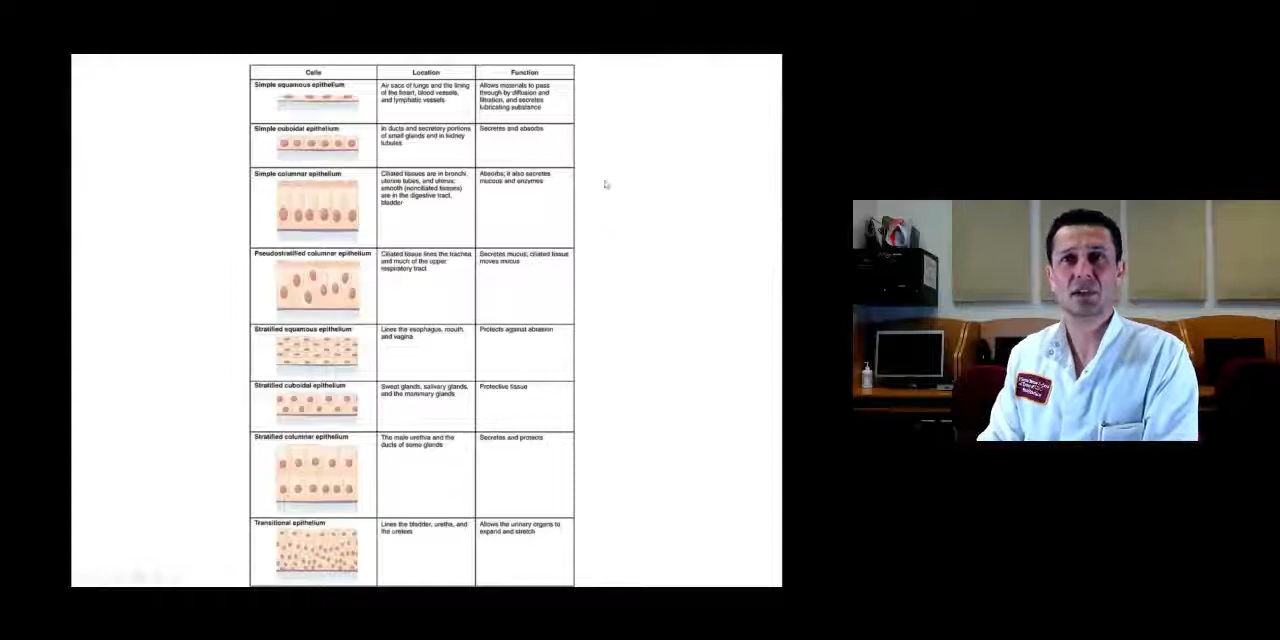 Cells Location Function
Simple squamous epithelium
Air sacs of lungs and the lining
of the heart, blood vessels,
and lymphatic vessels
Allows materials to pass
through by diffusion and
filtration, and secretes
lubricating substance
Simple cuboidal epithelium
In ducts and secretory portions
of small glands and in kidney
tubules
Secretes and absorbs
Simple columnar epithelium
Ciliated tissues are in bronchi,
uterine tubes, and uterus;
smooth (nonciliated tissues)
are in the digestive tract,
bladder
Absorbs; it also secretes
mucous and enzymes
Pseudostratified columnar epithelium
Ciliated tissue lines the trachea
and much of the upper
respiratory tract
Secretes mucus; ciliated tissue
moves mucus
Stratified squamous epithelium
Lines the esophagus, mouth,
and vagina
Protects against abrasion
Stratified cuboidal epithelium
Sweat glands, salivary glands,
and the mammary glands
Protective tissue
Stratified columnar epithelium
The male urethra and the
ducts of some glands
Secretes and protects
Transitional epithelium
Lines the bladder, urethra, and
the ureters
Allows the urinary organs to
expand and stretch